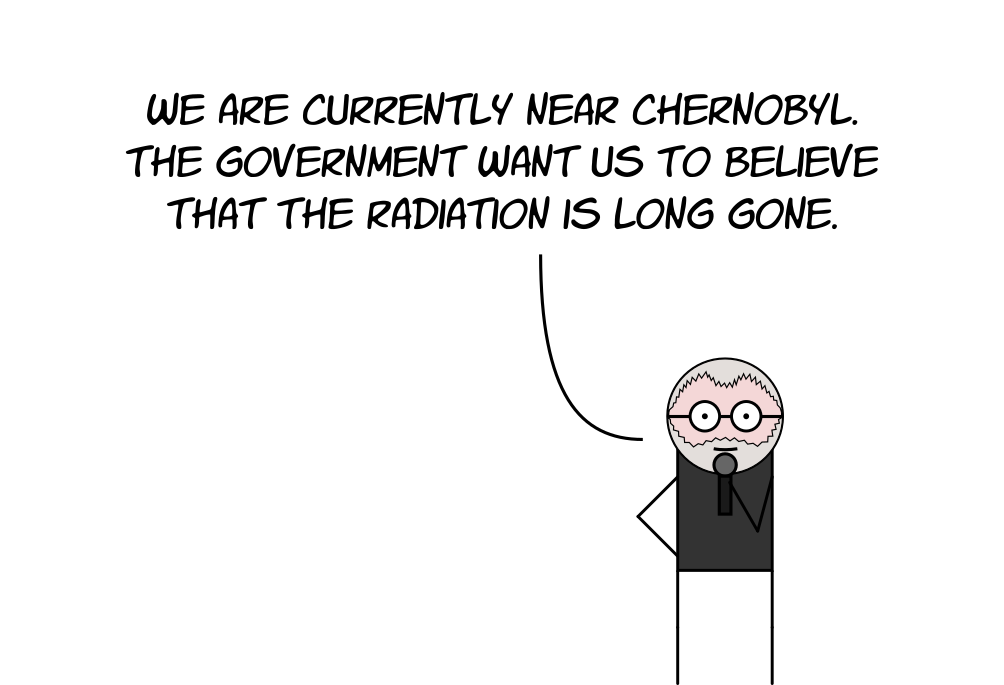 WE ARE CURRENTLY NEAR CHERNOBYL.
THE GOVERNMENT WANT US TO BELIEVE
THAT THE RADIATION IS LONG GONE.